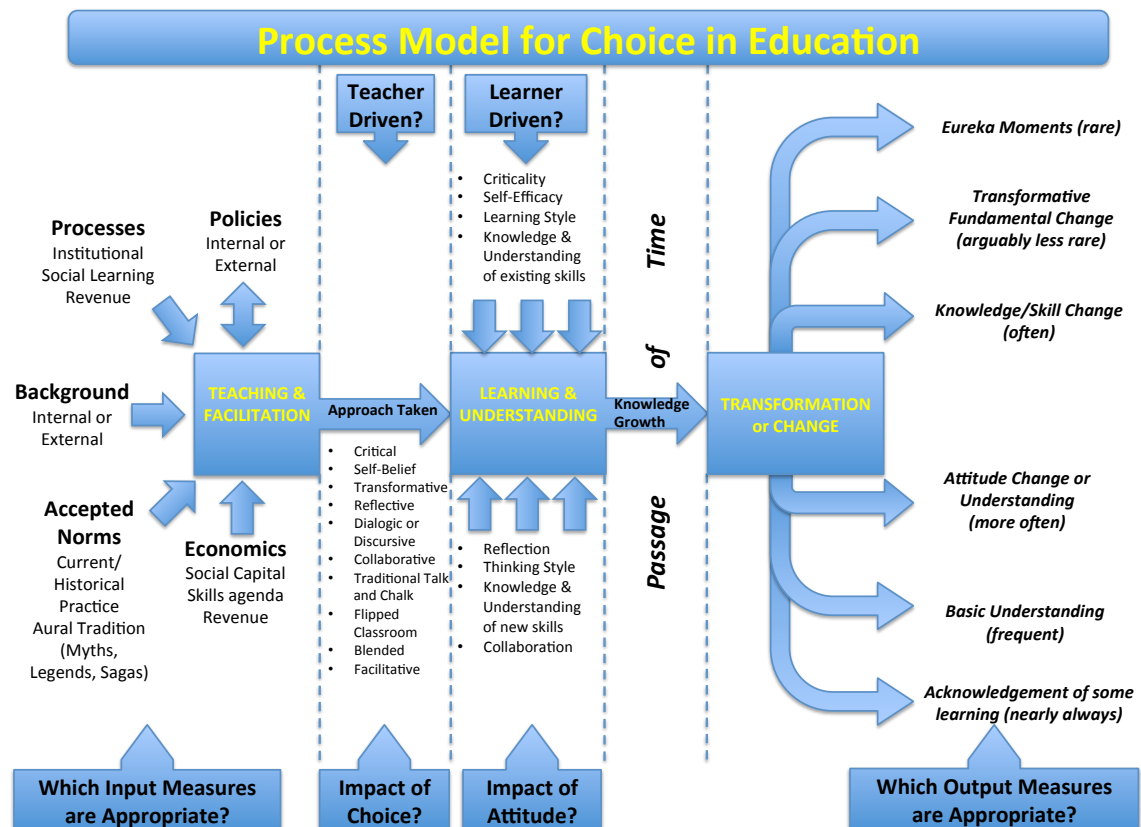 Process Model for Choice in Education
Teacher
Driven?
Learner
Driven?
Processes
Institutional
Social Learning
Revenue
Policies
Internal or
External
Background
Internal or
External
Accepted
Norms
Current/
Historical
Practice
Aural Tradition
(Myths,
Legends, Sagas)
Economics
Social Capital
Skills agenda
Revenue
TEACHING &
FACILITATION
Approach Taken
• Critical
• Self-Belief
• Transformative
• Reflective
• Dialogic or
Discursive
• Collaborative
• Traditional Talk
and Chalk
• Flipped
Classroom
• Blended
• Facilitative
• Criticality
• Self-Efficacy
• Learning Style
• Knowledge &
Understanding
of existing skills
LEARNING &
UNDERSTANDING
• Reflection
• Thinking Style
• Knowledge &
Understanding
of new skills
• Collaboration
Knowledge
Growth
Passage of Time
TRANSFORMATION
or CHANGE
Eureka Moments (rare)
Transformative
Fundamental Change
(arguably less rare)
Knowledge/Skill Change
(often)
Attitude Change or
Understanding
(more often)
Basic Understanding
(frequent)
Acknowledgement of some
learning (nearly always)
Which Input Measures
are Appropriate?
Impact of
Choice?
Impact of
Attitude?
Which Output Measures
are Appropriate?